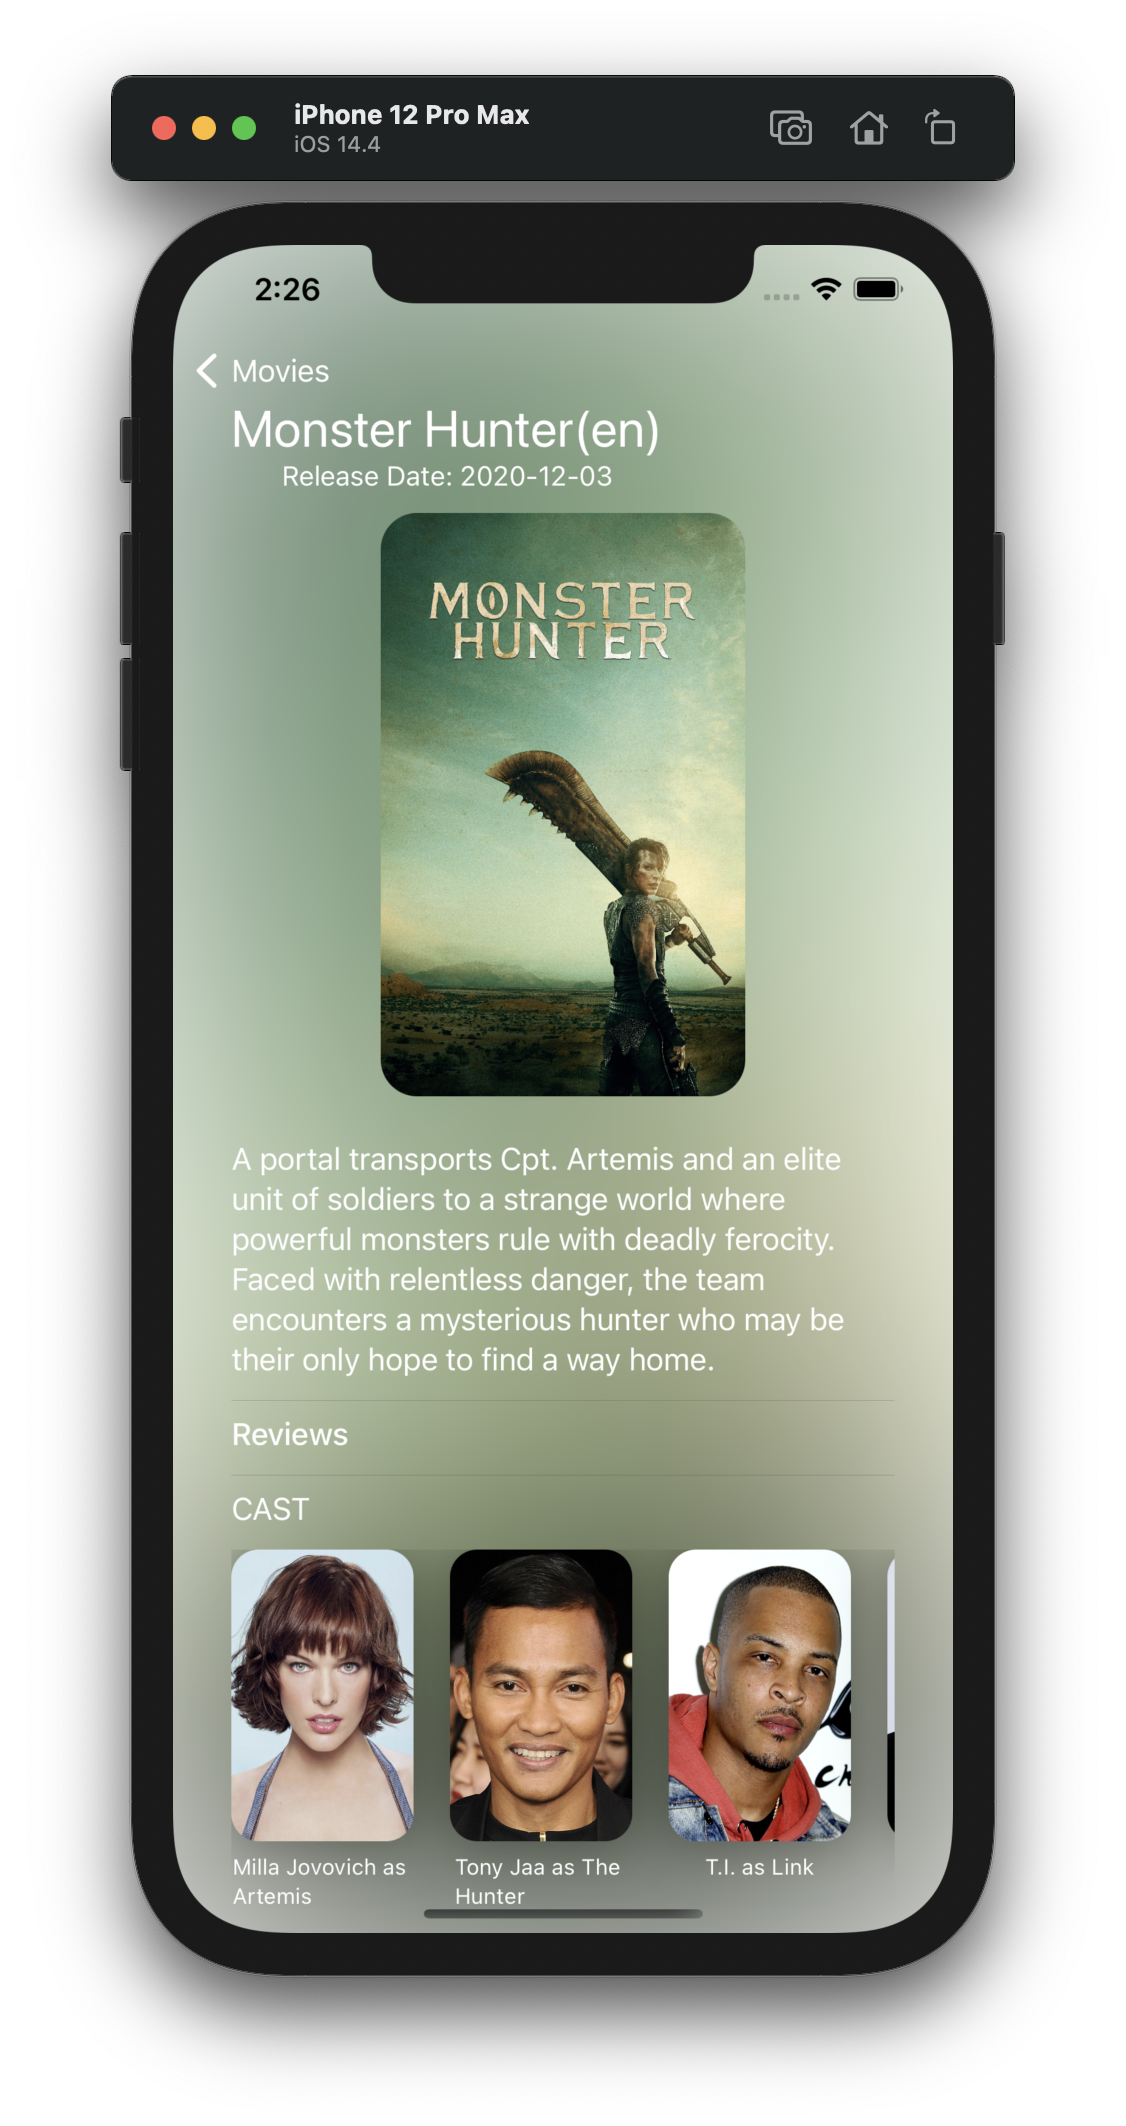 iPhone 12 Pro Max
iOS 14.4
2:26
Movies
Monster Hunter(en)
Release Date: 2020-12-03
MONSTER
HUNTER
A portal transports Cpt. Artemis and an elite
unit of soldiers to a strange world where
powerful monsters rule with deadly ferocity.
Faced with relentless danger, the team
encounters a mysterious hunter who may be
their only hope to find a way home.
Reviews
CAST
Milla Jovovich as
Artemis
Tony Jaa as The
Hunter
T.I. as Link